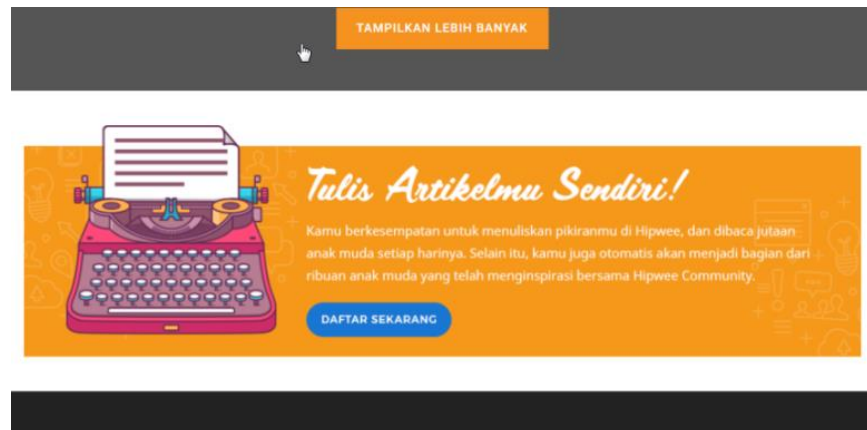 TAMPILKAN LEBIH BANYAK
Tulis Artikelmu Sendiri!
Kamu berkesempatan untuk menuliskan pikiranmu di Hipwee, dan dibaca jutaan
anak muda setiap harinya. Selain itu, kamu juga otomatis akan menjadi bagian dari
ribuan anak muda yang telah menginspirasi bersama Hipwee Community.
DAFTAR SEKARANG